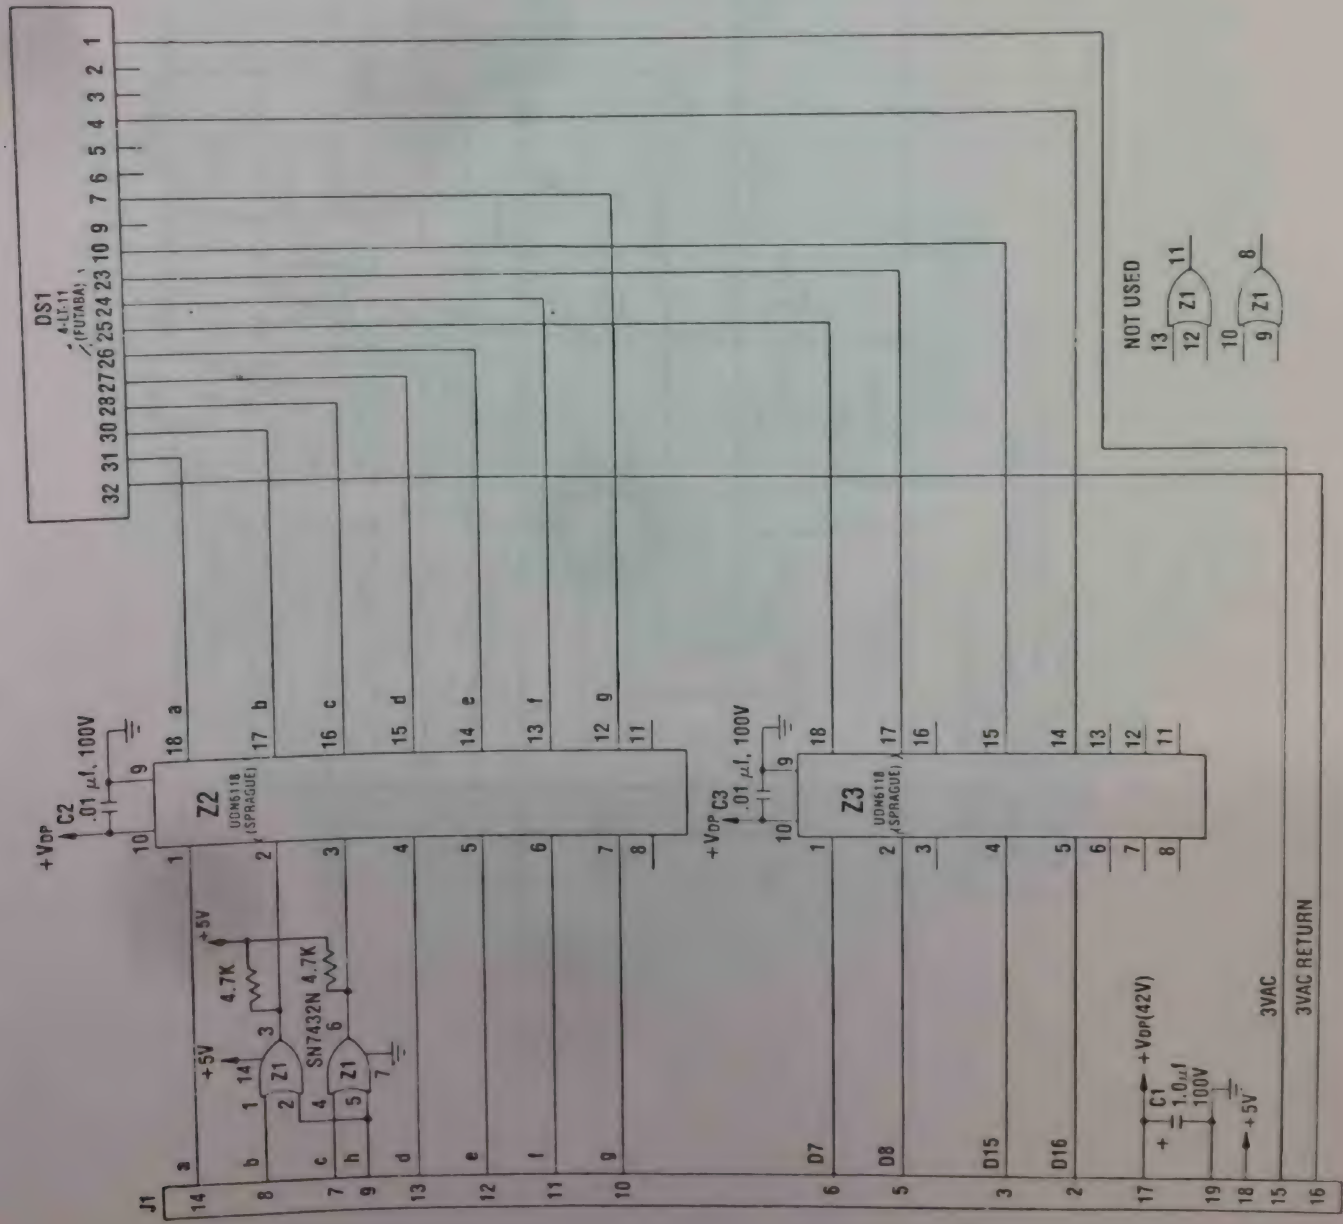 DS1
4-LT-11
(FUTABA)
32 31 30 28 27 26 25 24 23 10 9 7 6 5 4 3 2 1
+VDP C2
.01 µf, 100V
10 9
Z2
UDN6118
(SPRAGUE)
1 18 a
2 17 b
3 16 c
4 15 d
5 14 e
6 13 f
7 12 g
8 11
+5V
4.7K
+5V
14
1
2
Z1
3
SN7432N
4.7K
4
5
Z1
6
7
+VDP C3
.01 µf, 100V
10 9
Z3
UDN6118
(SPRAGUE)
1 18
2 17
3 16
4 15
5 14
6 13
7 12
8 11
NOT USED
13
12
Z1
11
10
9
Z1
8
J1
14 a
8 b
7 c
9 h
13 d
12 e
11 f
10 g
6 D7
5 D8
3 D15
2 D16
17
+VDP(42V)
+
C1
1.0µf
100V
19
18 +5V
15 3VAC
16 3VAC RETURN